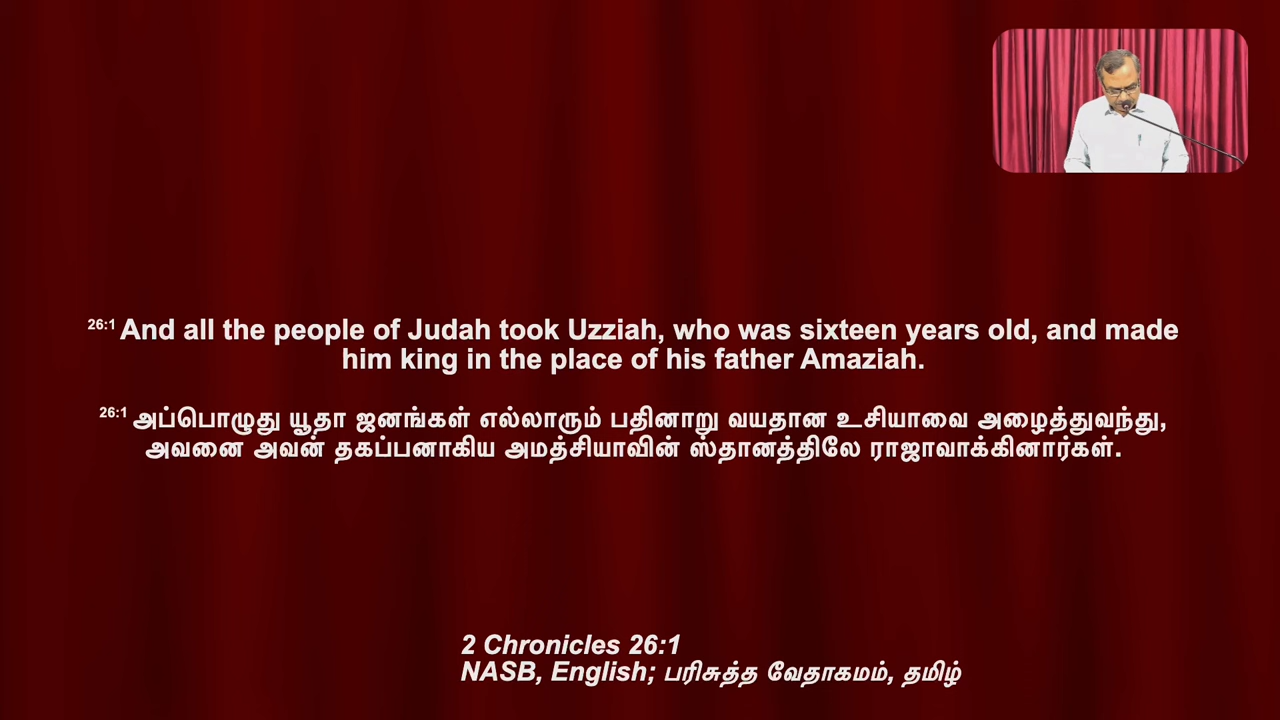 26:1 And all the people of Judah took Uzziah, who was sixteen years old, and made
him king in the place of his father Amaziah.
26:1 அப்பொழுது யூதா ஜனங்கள் எல்லாரும் பதினாறு வயதான உசியாவை அழைத்துவந்து,
அவனை அவன் தகப்பனாகிய அமத்சியாவின் ஸ்தானத்திலே ராஜாவாக்கினார்கள்.
2 Chronicles 26:1
NASB, English; பரிசுத்த வேதாகமம், தமிழ்